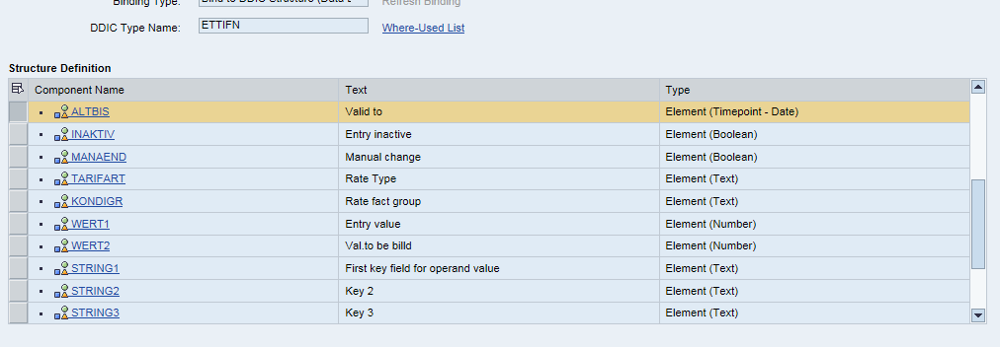 Binding Type: Bind to DDIC Structure (Data t Refresh Binding
DDIC Type Name: ETTIFN Where-Used List
Structure Definition
Component Name Text Type
ALTBIS Valid to Element (Timepoint - Date)
INAKTIV Entry inactive Element (Boolean)
MANAEND Manual change Element (Boolean)
TARIFART Rate Type Element (Text)
KONDIGR Rate fact group Element (Text)
WERT1 Entry value Element (Number)
WERT2 Val.to be billd Element (Number)
STRING1 First key field for operand value Element (Text)
STRING2 Key 2 Element (Text)
STRING3 Key 3 Element (Text)